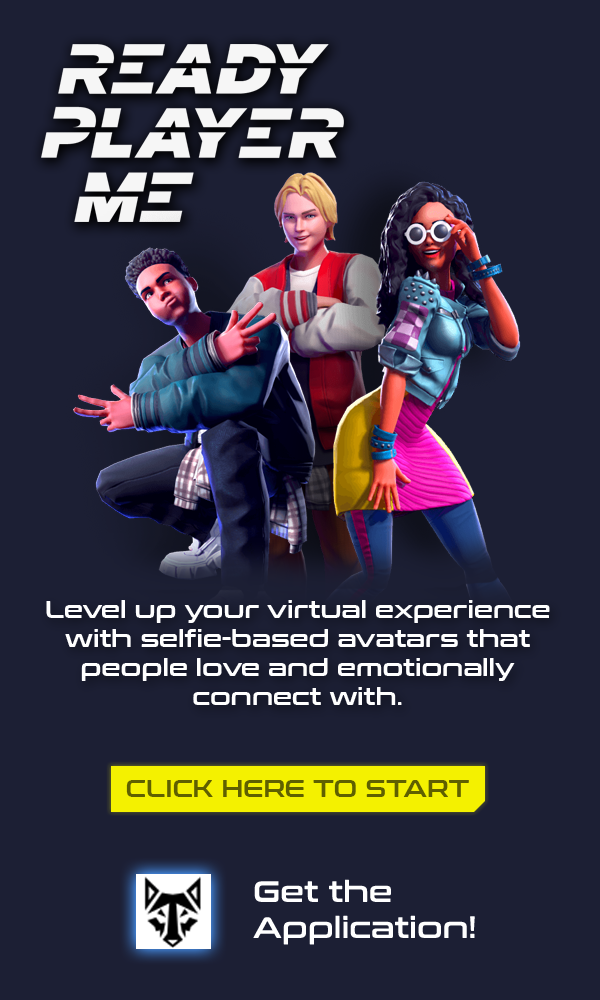 READY
PLAYER
ME
Level up your virtual experience
with selfie-based avatars that
people love and emotionally
connect with.
CLICK HERE TO START
Get the
Application!